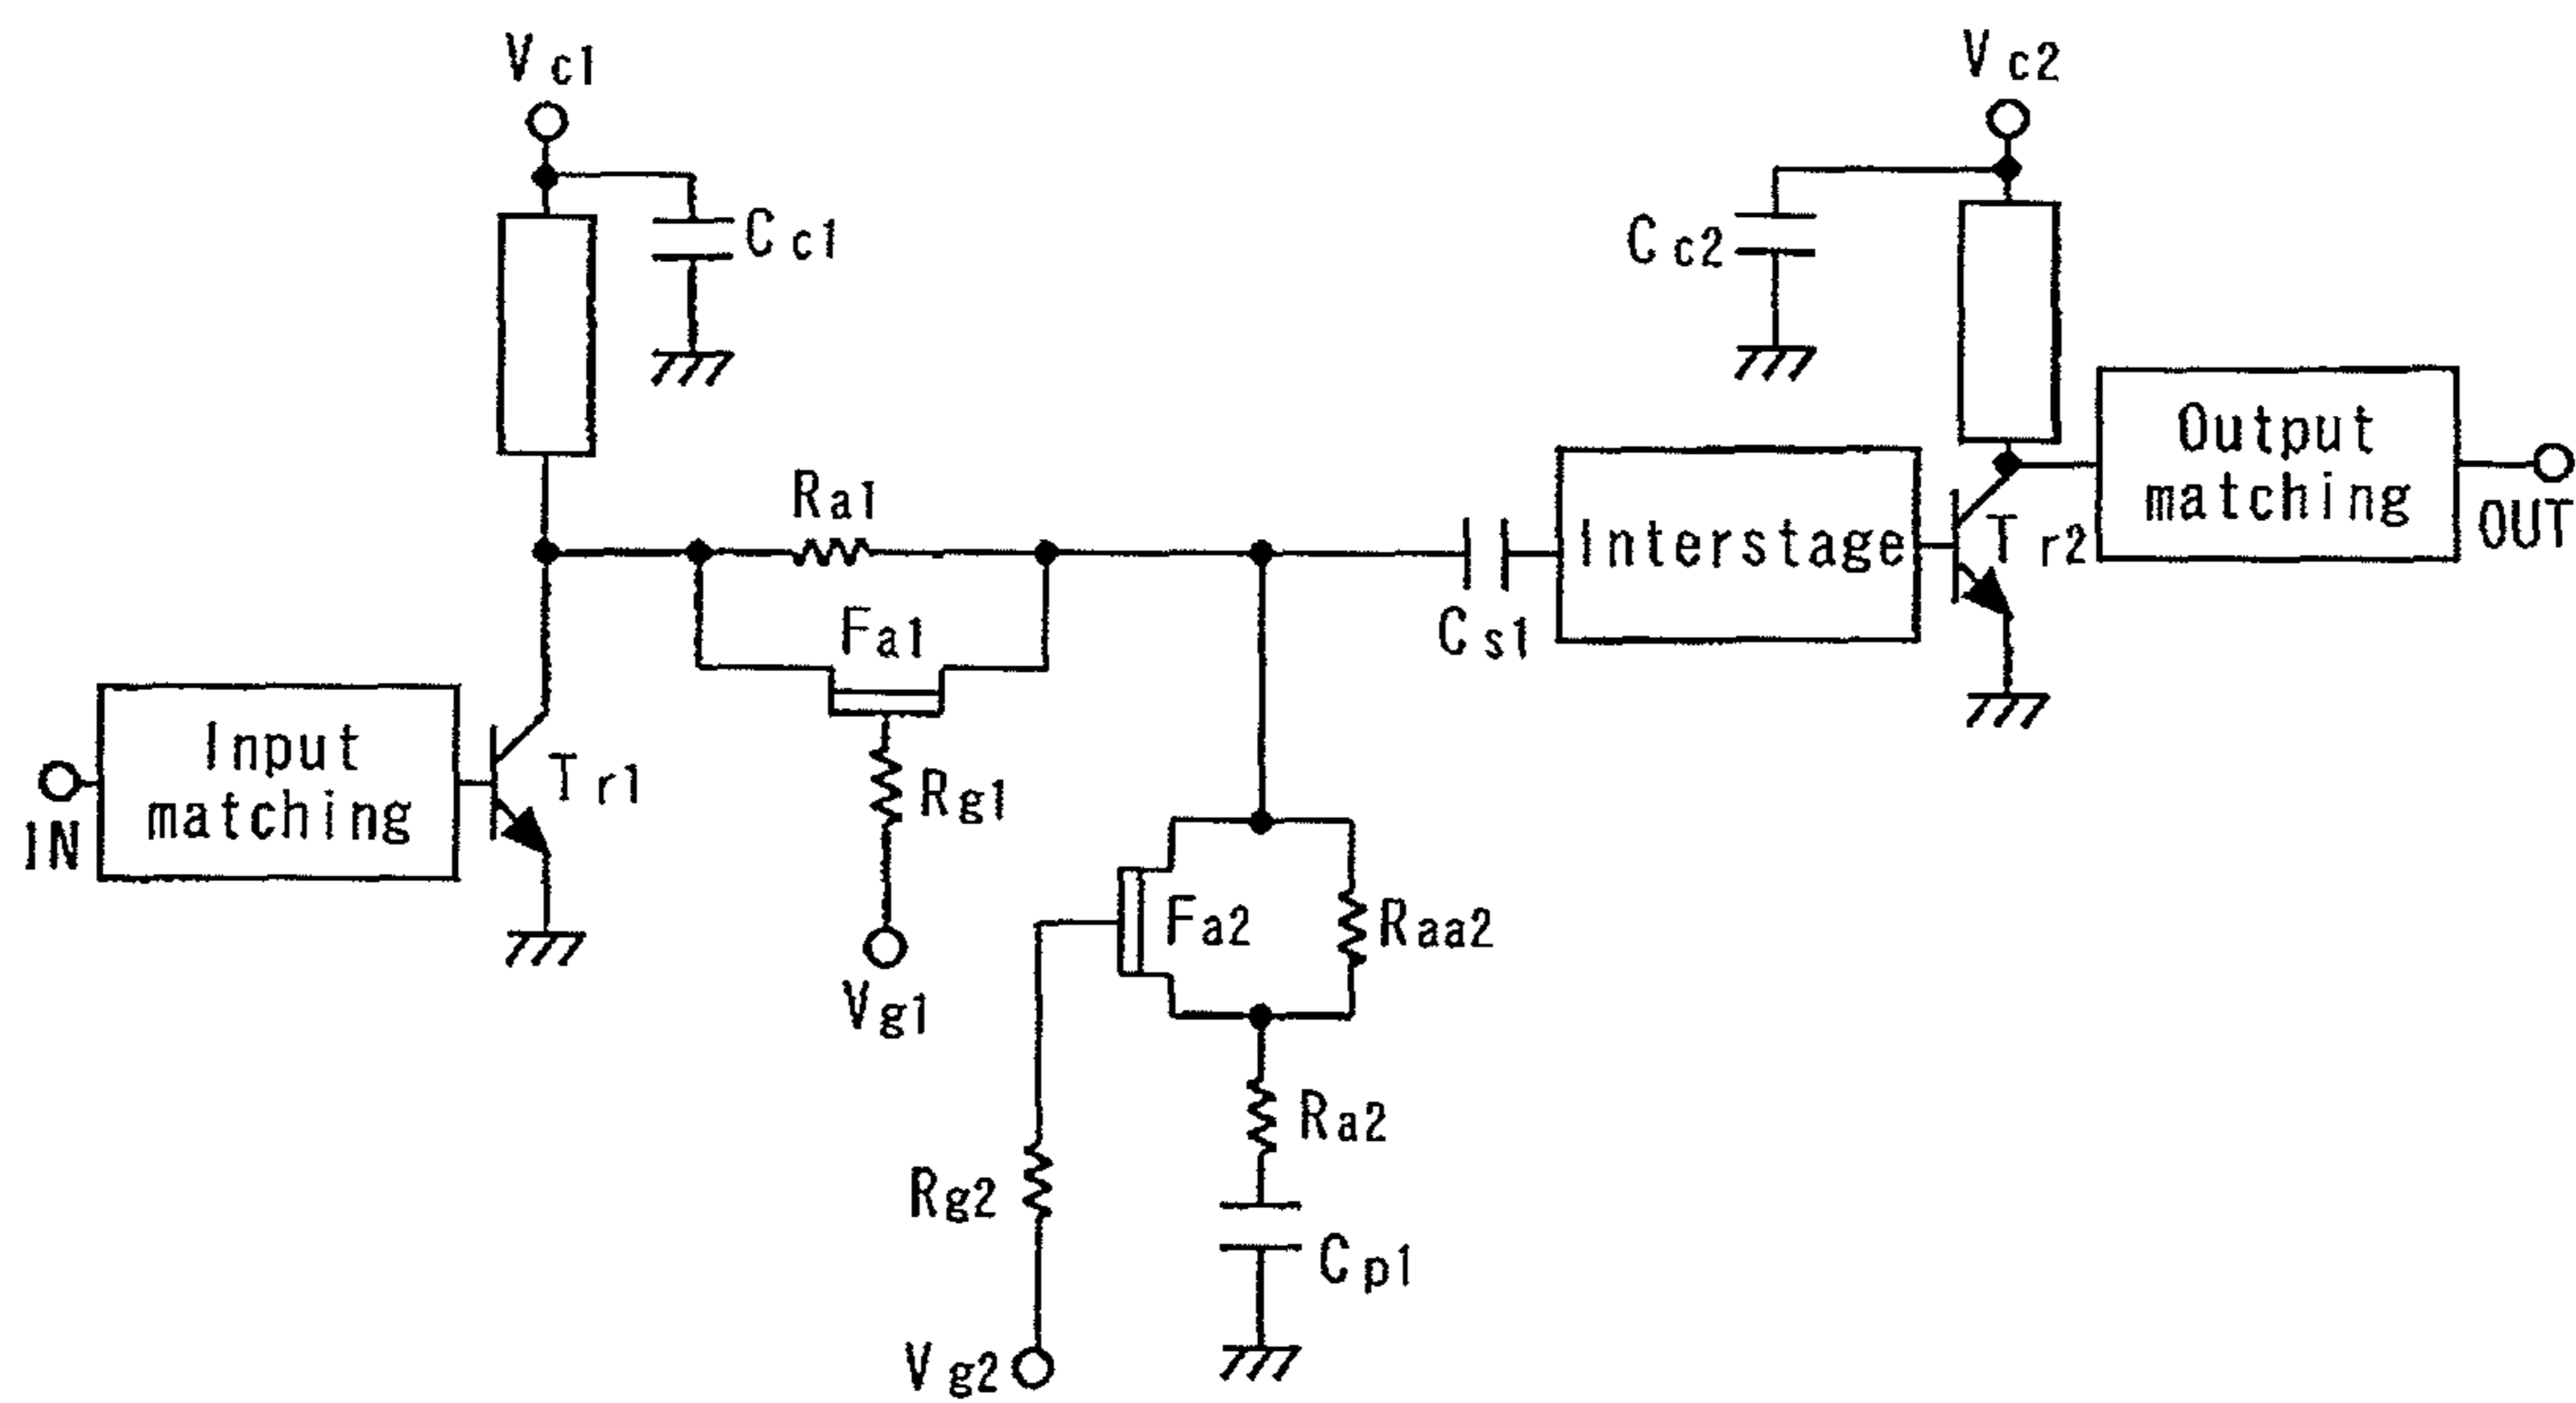 Vc1
Vc2
Cc1
Cc2
Ra1
Output
matching
OUT
Interstage
Tr2
Fa1
Cs1
Input
matching
IN
Tr1
Rg1
Fa2
Raa2
Vg1
Ra2
Rg2
Cp1
Vg2